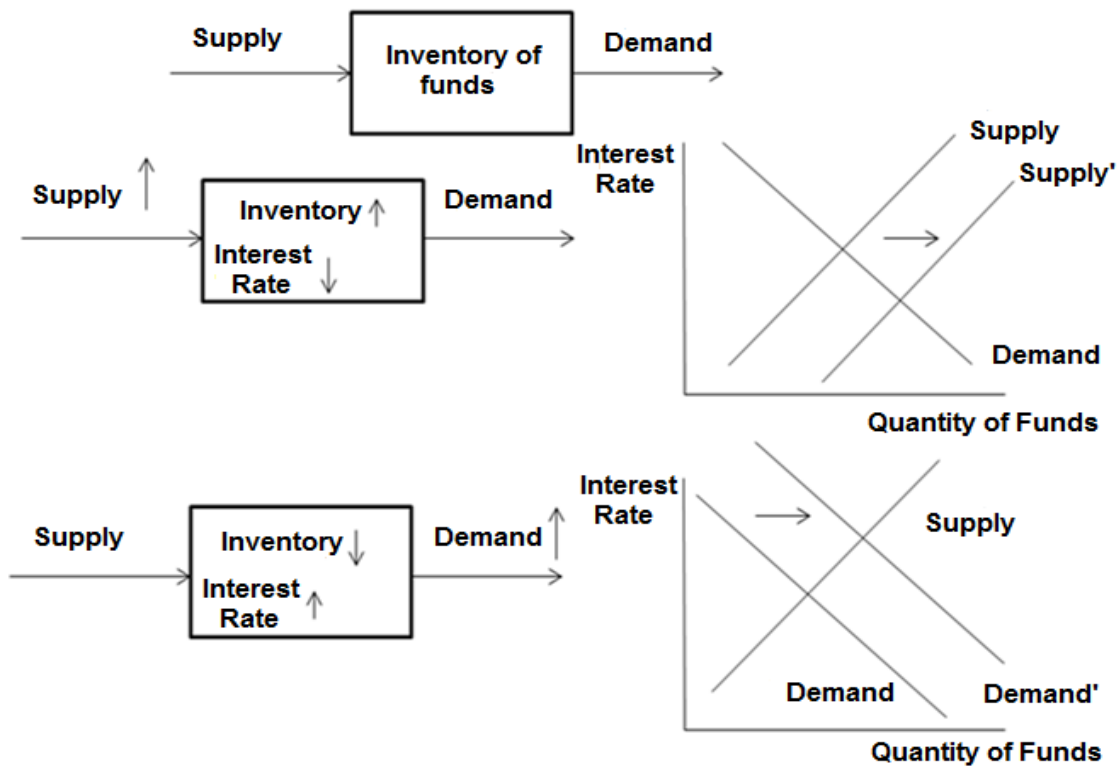 Supply
Inventory of
funds
Demand
Supply
Inventory
Interest
Rate
Demand
Interest
Rate
Supply
Supply'
Demand
Quantity of Funds
Supply
Inventory
Interest
Rate
Demand
Interest
Rate
Supply
Demand
Demand'
Quantity of Funds